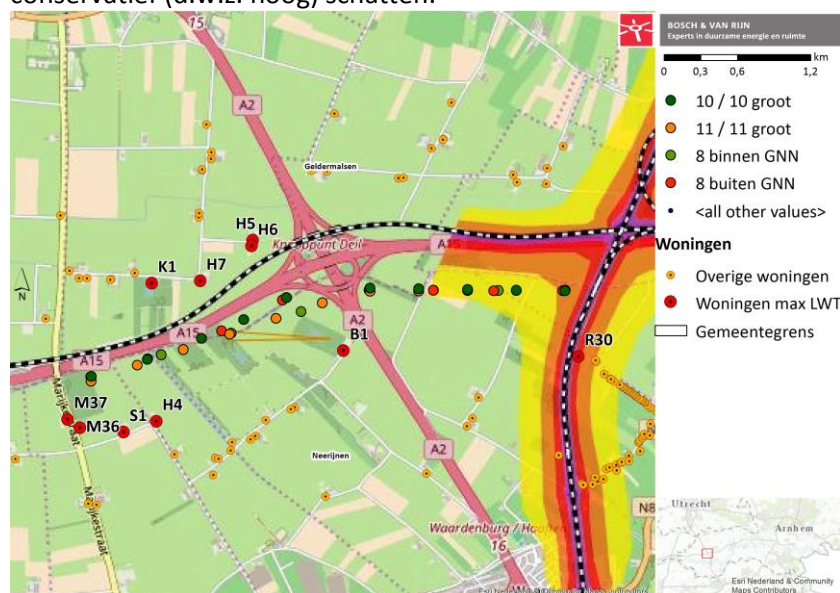 conservatief (d.w.z. hoog) schatten.
15
BOSCH & VAN RIJN
Experts in duurzame energie en ruimte
km
0 0,3 0,6 1,2
A2
10 / 10 groot
11 / 11 groot
8 binnen GNN
8 buiten GNN
<all other values>
Woningen
Overige woningen
Woningen max LWT
Gemeentegrens
Geldermalsen
H5
H6
Knooppunt Deil
A15
K1
H7
N
A15
A2
B1
R30
A15
M37
M36
S1
H4
Marijkestraat
A2
Neerijnen
Marijkestraat
Waardenburg / Haaften
16
N8
Utrecht
Arnhem
Esri Nederland & Community
Maps Contributors